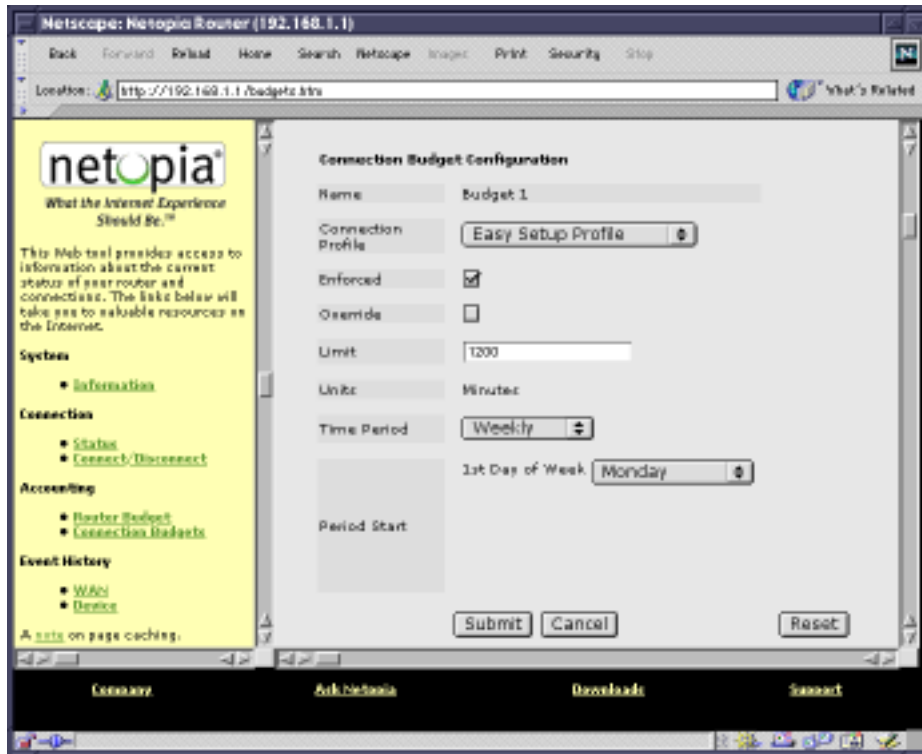 Netscape: Netopia Router (192.168.1.1)
Back Forward Reload Home Search Netscape Images Print Security Stop
N
Location: http://192.168.1.1/budgets.htm What's Related
netopia
What the Internet Experience
Should Be.™
This Web tool provides access to
information about the current
status of your router and
connections. The links below will
take you to valuable resources on
the Internet.
System
Information
Connection
Status
Connect/Disconnect
Accounting
Router Budget
Connection Budgets
Event History
WAN
Device
A note on page caching.
Connection Budget Configuration
Name Budget 1
Connection
Profile
Easy Setup Profile
Enforced
Override
Limit 1200
Units Minutes
Time Period Weekly
1st Day of Week Monday
Period Start
Submit Cancel Reset
Company Ask Netopia Downloads Support